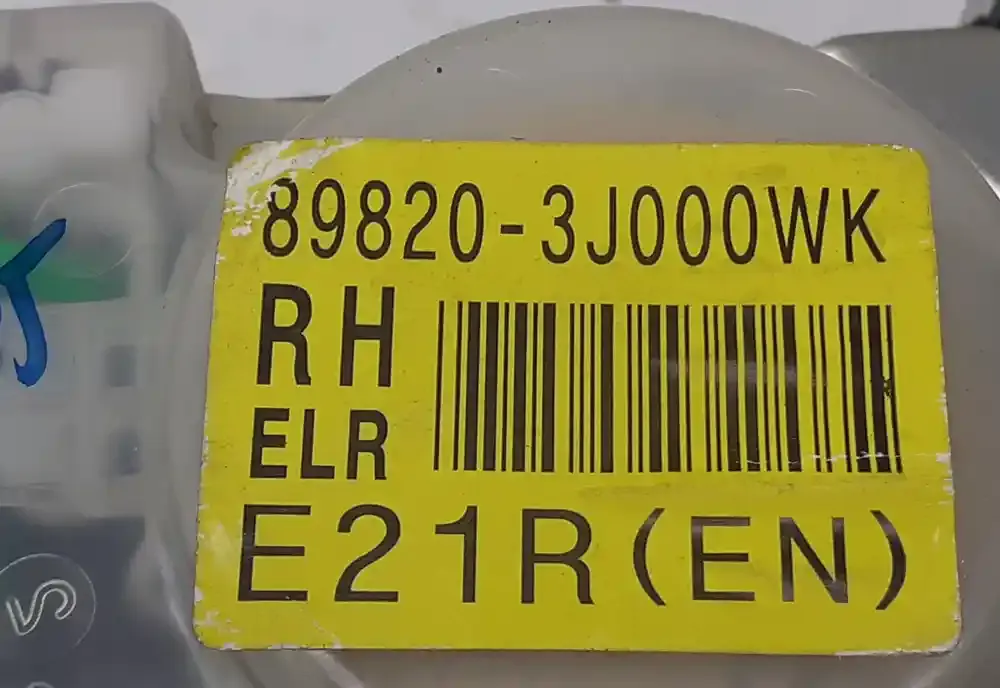 89820-3J000WK
RH
ELR
E21R(EN)
S